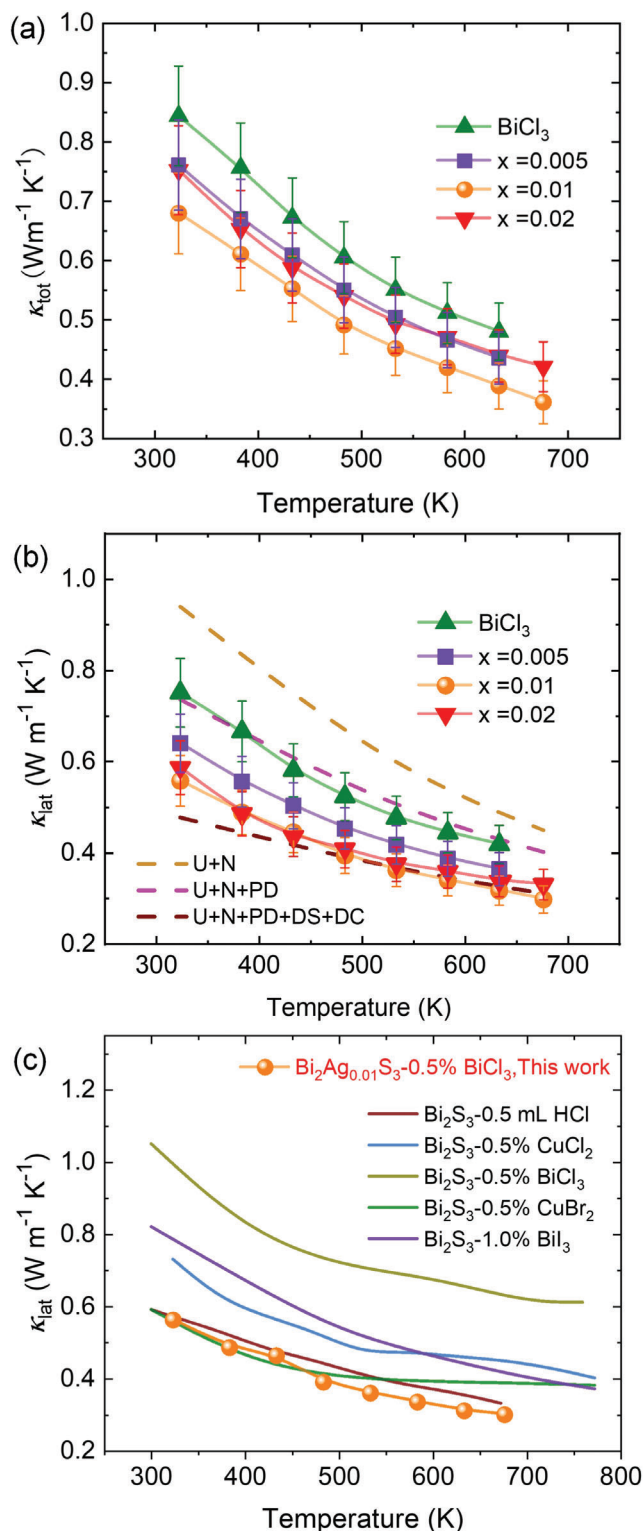 (a)
1.0
0.9
0.8
0.7
0.6
0.5
0.4
0.3
κtot (Wm⁻¹ K⁻¹)
BiCl₃
x =0.005
x =0.01
x =0.02
300 400 500 600 700
Temperature (K)
(b)
1.0
0.8
0.6
0.4
0.2
κlat (W m⁻¹ K⁻¹)
BiCl₃
x =0.005
x =0.01
x =0.02
U+N
U+N+PD
U+N+PD+DS+DC
300 400 500 600 700
Temperature (K)
(c)
1.2
1.0
0.8
0.6
0.4
0.2
κlat (W m⁻¹ K⁻¹)
Bi₂Ag₀.₀₁S₃-0.5% BiCl₃,This work
Bi₂S₃-0.5 mL HCl
Bi₂S₃-0.5% CuCl₂
Bi₂S₃-0.5% BiCl₃
Bi₂S₃-0.5% CuBr₂
Bi₂S₃-1.0% BiI₃
300 400 500 600 700 800
Temperature (K)